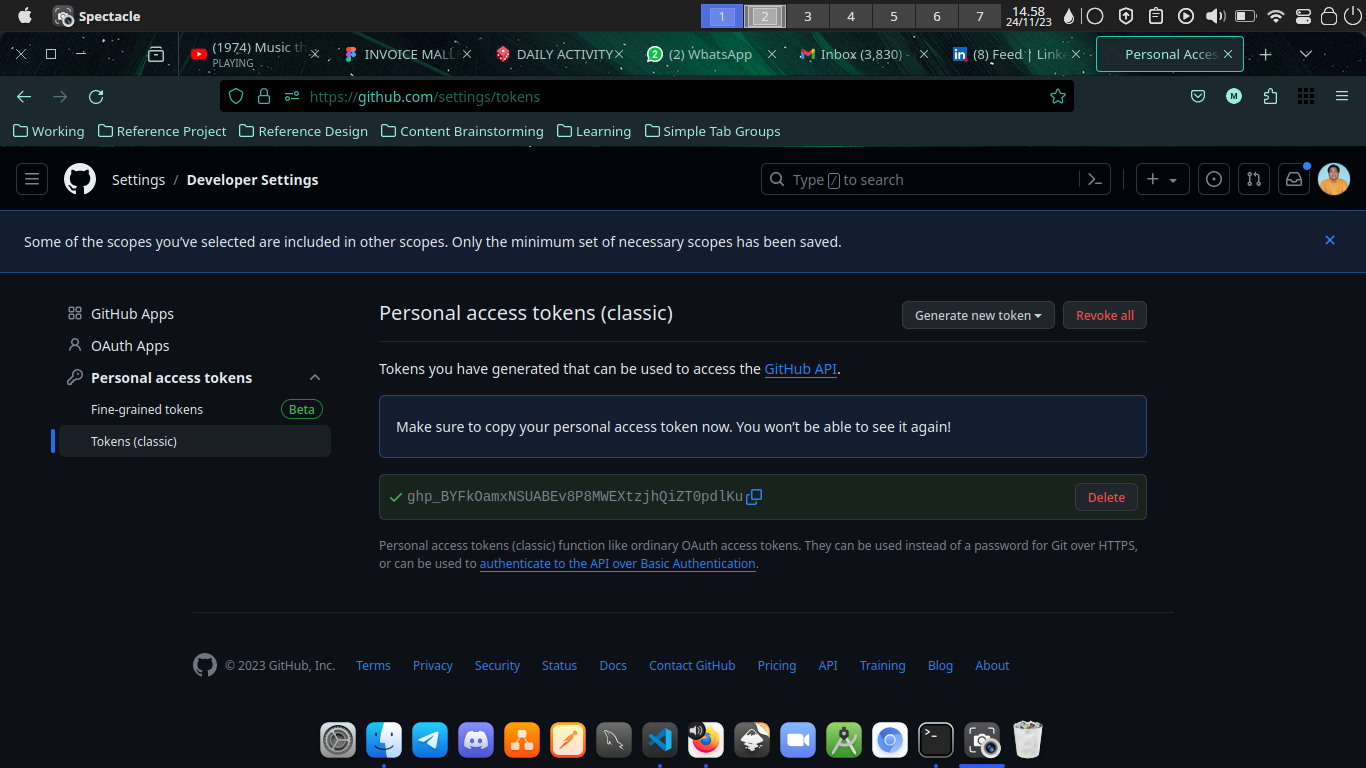 Spectacle
1 2 3 4 5 6 7
14.58
24/11/23
(1974) Music th
PLAYING
INVOICE MALL
DAILY ACTIVITY
(2) WhatsApp
Inbox (3,830) -
(8) Feed | Linke
Personal Acces
https://github.com/settings/tokens
M
Working Reference Project Reference Design Content Brainstorming Learning Simple Tab Groups
Settings / Developer Settings
Type / to search
Some of the scopes you’ve selected are included in other scopes. Only the minimum set of necessary scopes has been saved.
GitHub Apps
OAuth Apps
Personal access tokens
Fine-grained tokens Beta
Tokens (classic)
Personal access tokens (classic)
Generate new token
Revoke all
Tokens you have generated that can be used to access the GitHub API.
Make sure to copy your personal access token now. You won’t be able to see it again!
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
Delete
Personal access tokens (classic) function like ordinary OAuth access tokens. They can be used instead of a password for Git over HTTPS,
or can be used to authenticate to the API over Basic Authentication.
© 2023 GitHub, Inc. Terms Privacy Security Status Docs Contact GitHub Pricing API Training Blog About